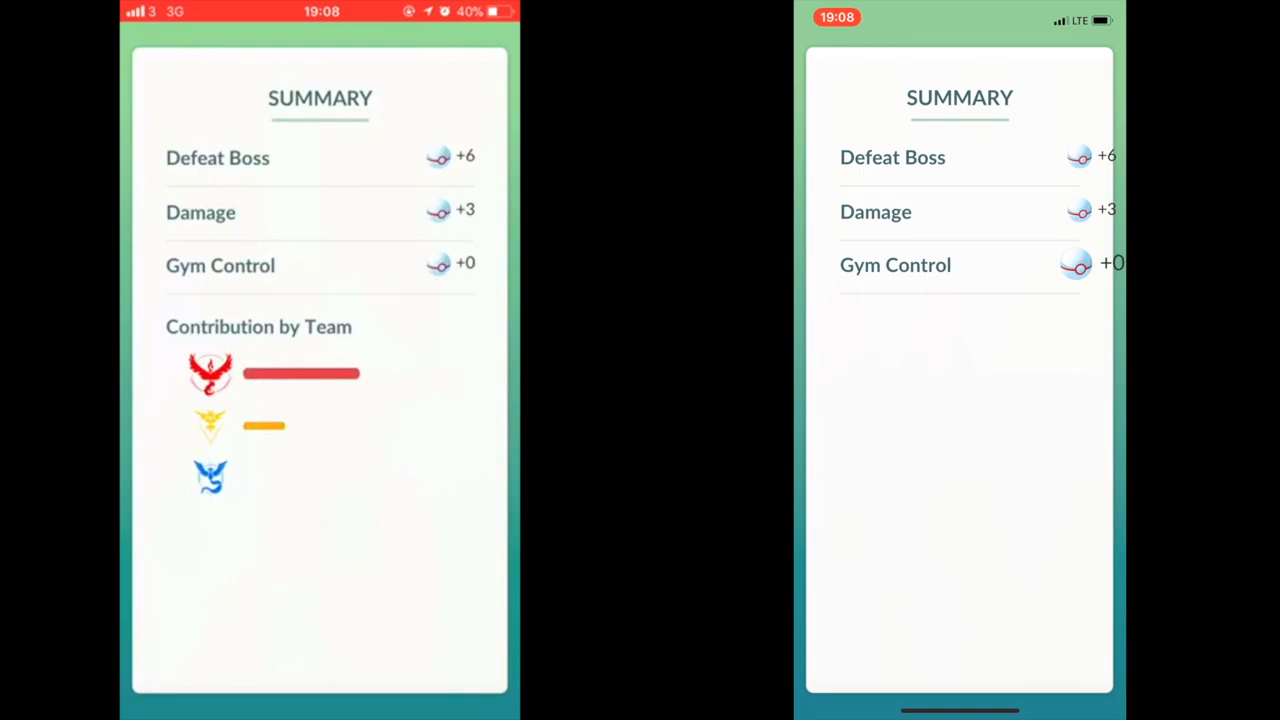 3 3G 19:08 40%
SUMMARY
Defeat Boss +6
Damage +3
Gym Control +0
Contribution by Team
19:08 LTE
SUMMARY
Defeat Boss +6
Damage +3
Gym Control +0